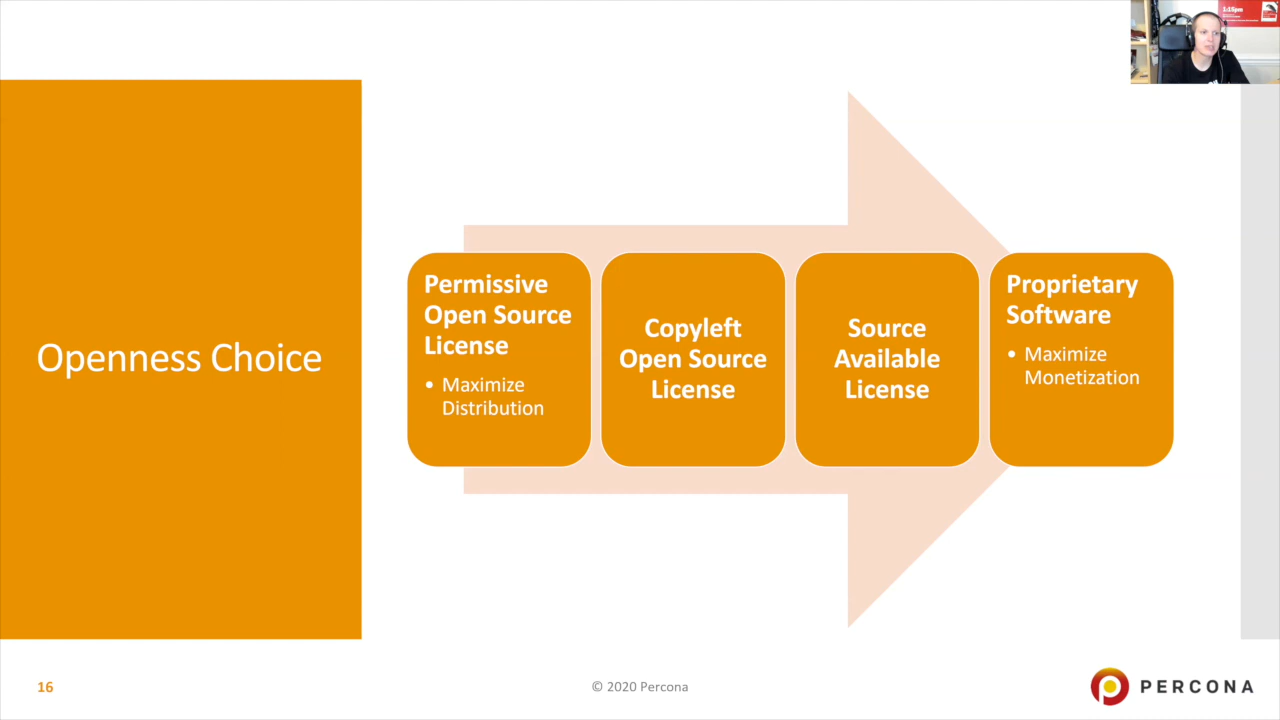 Openness Choice
Permissive
Open Source
License
• Maximize
Distribution
Copyleft
Open Source
License
Source
Available
License
Proprietary
Software
• Maximize
Monetization
16
© 2020 Percona
PERCONA